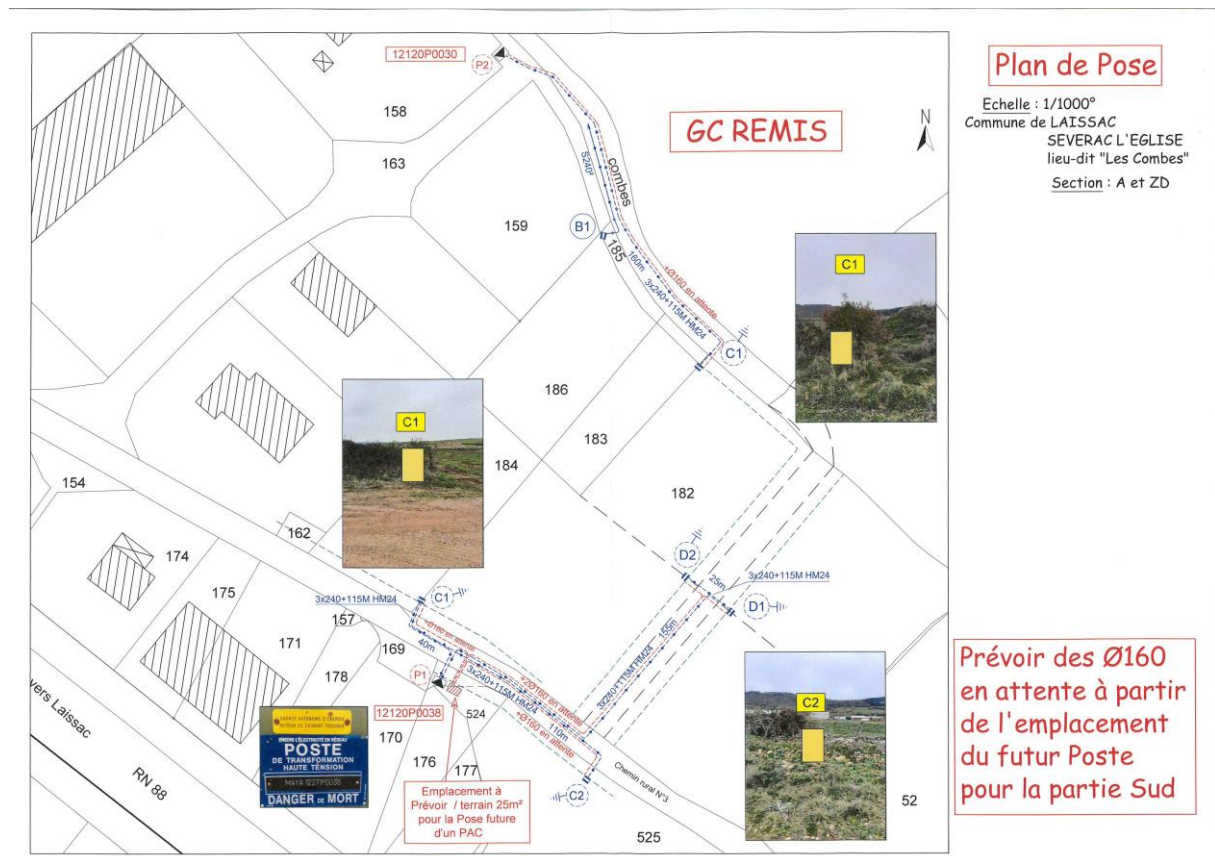 Plan de Pose
Echelle : 1/1000°
Commune de LAISSAC
SEVERAC L'EGLISE
lieu-dit "Les Combes"
Section : A et ZD
GC REMIS
N
12120P0030
P2
158
163
159
S240²
combes
B1
185
160m
+Ø160 en attente
3x240+115M HM24
C1
C1
186
183
184
182
C1
154
162
174
175
157
171
169
178
3x240+115M HM24
C1
+Ø160 en attente
40m
P1
12120P0038
524
170
176
177
3x240+115M HM24
+2Ø160 en attente
110m
+Ø160 en attente
C2
D2
25m
3x240+115M HM24
D1
155m
3x240+115M HM24
C2
52
525
Chemin rural N°3
vers Laissac
RN 88
POSTE
DE TRANSFORMATION
HAUTE TENSION
DANGER DE MORT
Emplacement à
Prévoir / terrain 25m²
pour la Pose future
d'un PAC
Prévoir des Ø160
en attente à partir
de l'emplacement
du futur Poste
pour la partie Sud